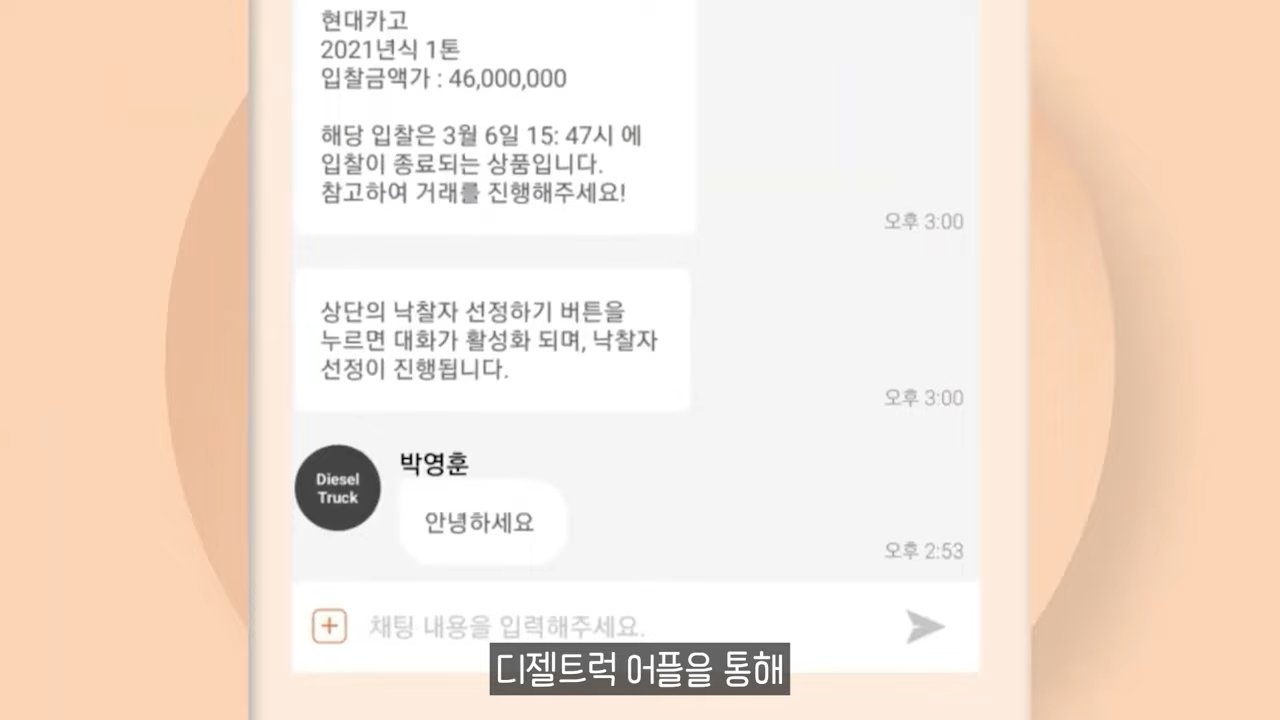 현대카고
2021년식 1톤
입찰금액가 : 46,000,000
해당 입찰은 3월 6일 15: 47시 에
입찰이 종료되는 상품입니다.
참고하여 거래를 진행해주세요!
오후 3:00
상단의 낙찰자 선정하기 버튼을
누르면 대화가 활성화 되며, 낙찰자
선정이 진행됩니다.
오후 3:00
Diesel
Truck
박영훈
안녕하세요
오후 2:53
채팅 내용을 입력해주세요.
디젤트럭 어플을 통해